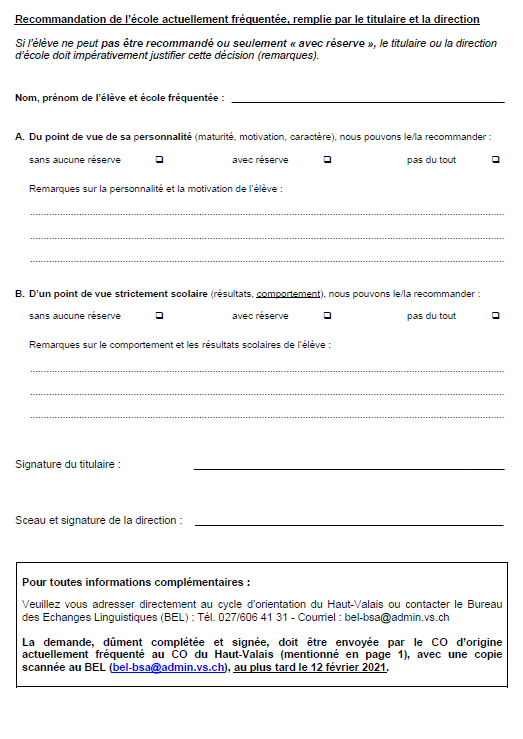 Recommandation de l'école actuellement fréquentée, remplie par le titulaire et la direction
Si l'élève ne peut pas être recommandé ou seulement « avec réserve », le titulaire ou la direction
d'école doit impérativement justifier cette décision (remarques).
Nom, prénom de l'élève et école fréquentée :
A. Du point de vue de sa personnalité (maturité, motivation, caractère), nous pouvons le/la recommander :
sans aucune réserve ❑ avec réserve ❑ pas du tout ❑
Remarques sur la personnalité et la motivation de l'élève :
B. D'un point de vue strictement scolaire (résultats, comportement), nous pouvons le/la recommander :
sans aucune réserve ❑ avec réserve ❑ pas du tout ❑
Remarques sur le comportement et les résultats scolaires de l'élève :
Signature du titulaire :
Sceau et signature de la direction :
Pour toutes informations complémentaires :
Veuillez vous adresser directement au cycle d'orientation du Haut-Valais ou contacter le Bureau
des Echanges Linguistiques (BEL) : Tél. 027/606 41 31 - Courriel : bel-bsa@admin.vs.ch
La demande, dûment complétée et signée, doit être envoyée par le CO d'origine
actuellement fréquenté au CO du Haut-Valais (mentionné en page 1), avec une copie
scannée au BEL (bel-bsa@admin.vs.ch), au plus tard le 12 février 2021.